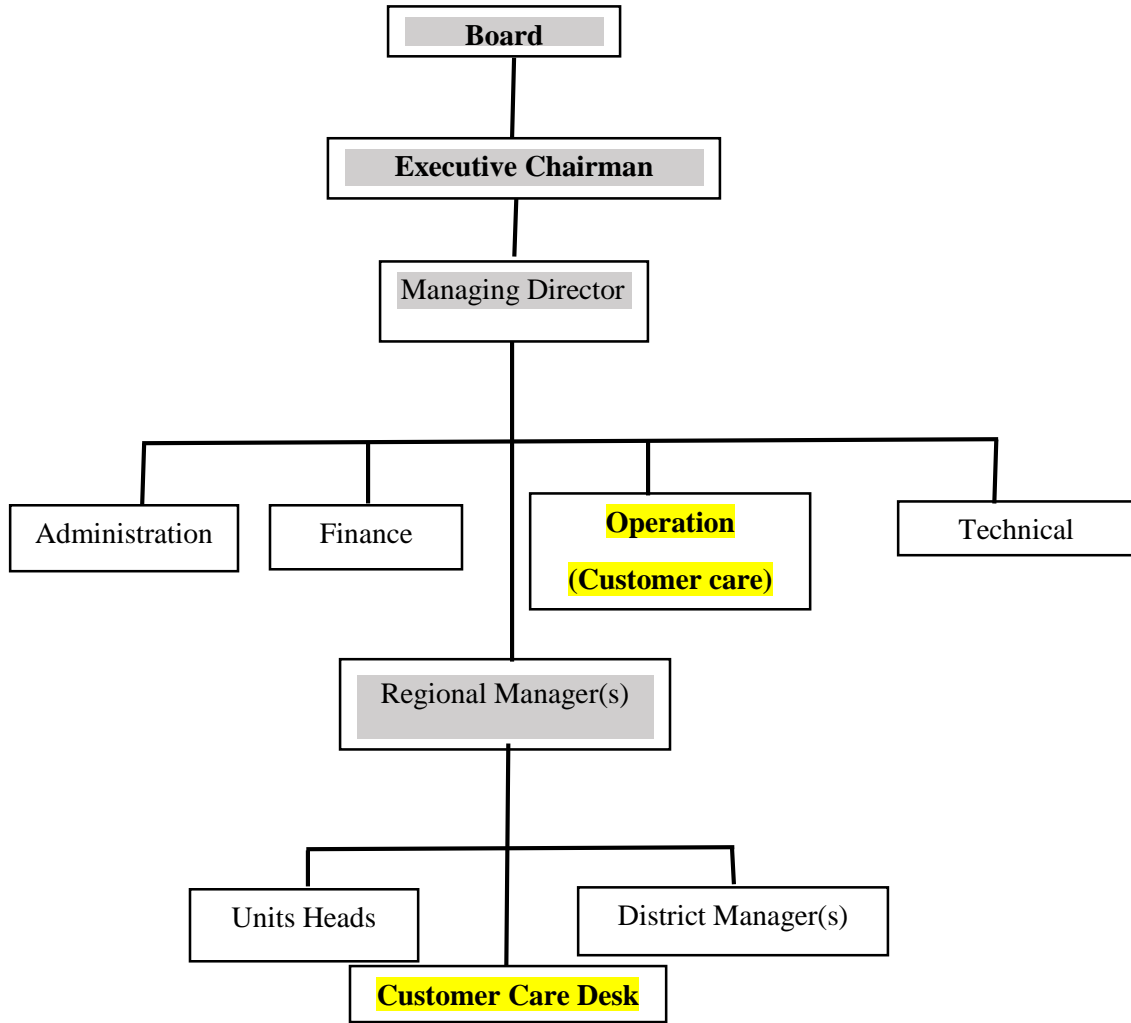 Board
Executive Chairman
Managing Director
Administration
Finance
Operation
(Customer care)
Technical
Regional Manager(s)
Units Heads
District Manager(s)
Customer Care Desk